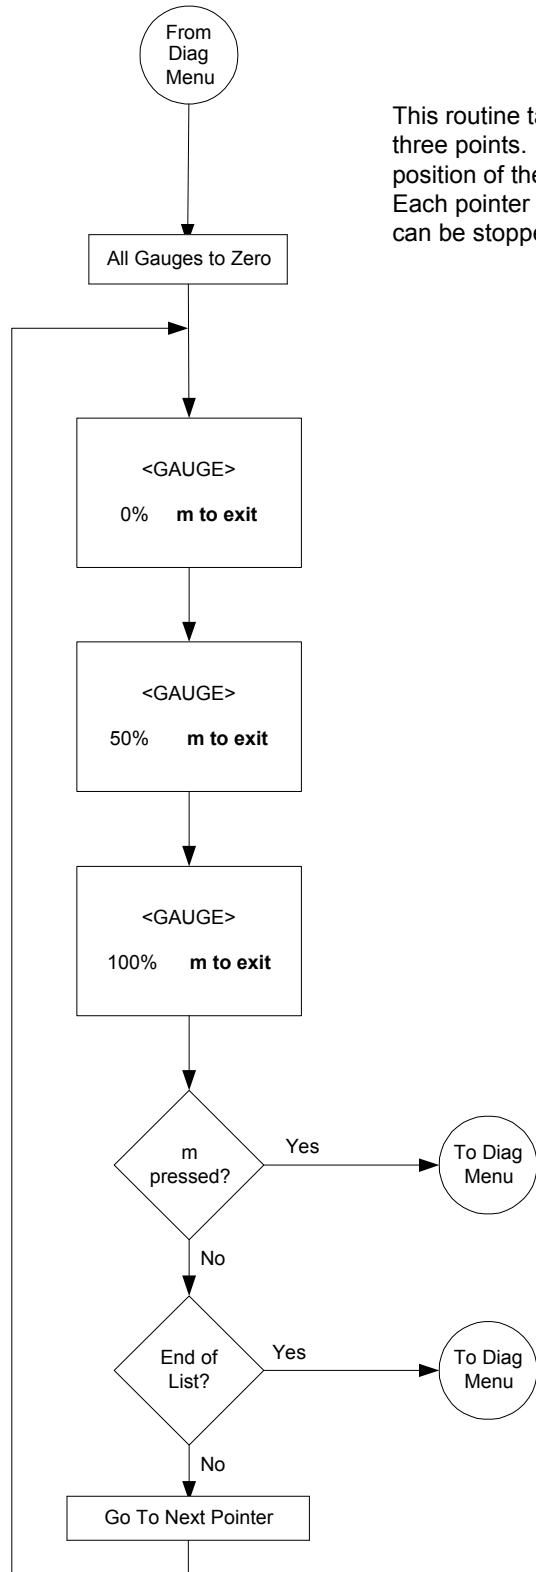 From
Diag
Menu
This routine
three points.
position of the
Each pointer
can be
All Gauges to Zero
<GAUGE>
0% m to exit
<GAUGE>
50% m to exit
<GAUGE>
100% m to exit
m
pressed?
Yes
To Diag
Menu
No
End of
List?
Yes
To Diag
Menu
No
Go To Next Pointer